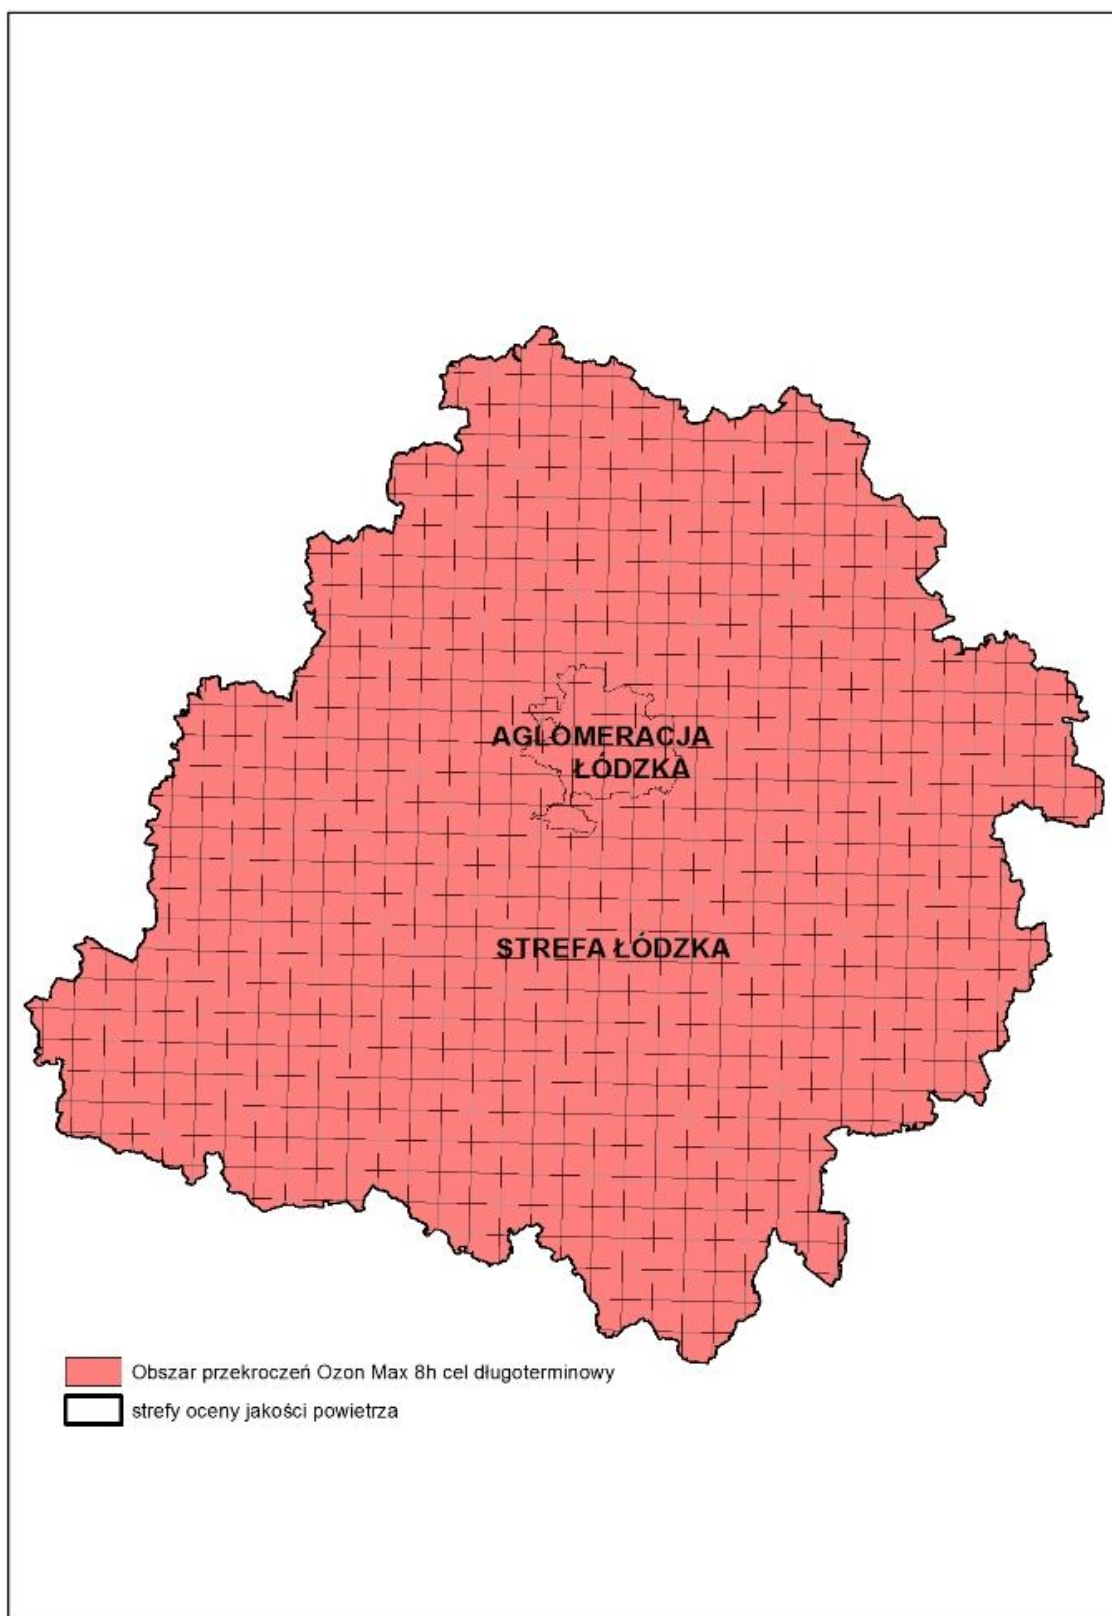 AGLOMERACJA
ŁÓDZKA
STREFA ŁÓDZKA
Obszar przekroczeń Ozon Max 8h cel długoterminowy
strefy oceny jakości powietrza